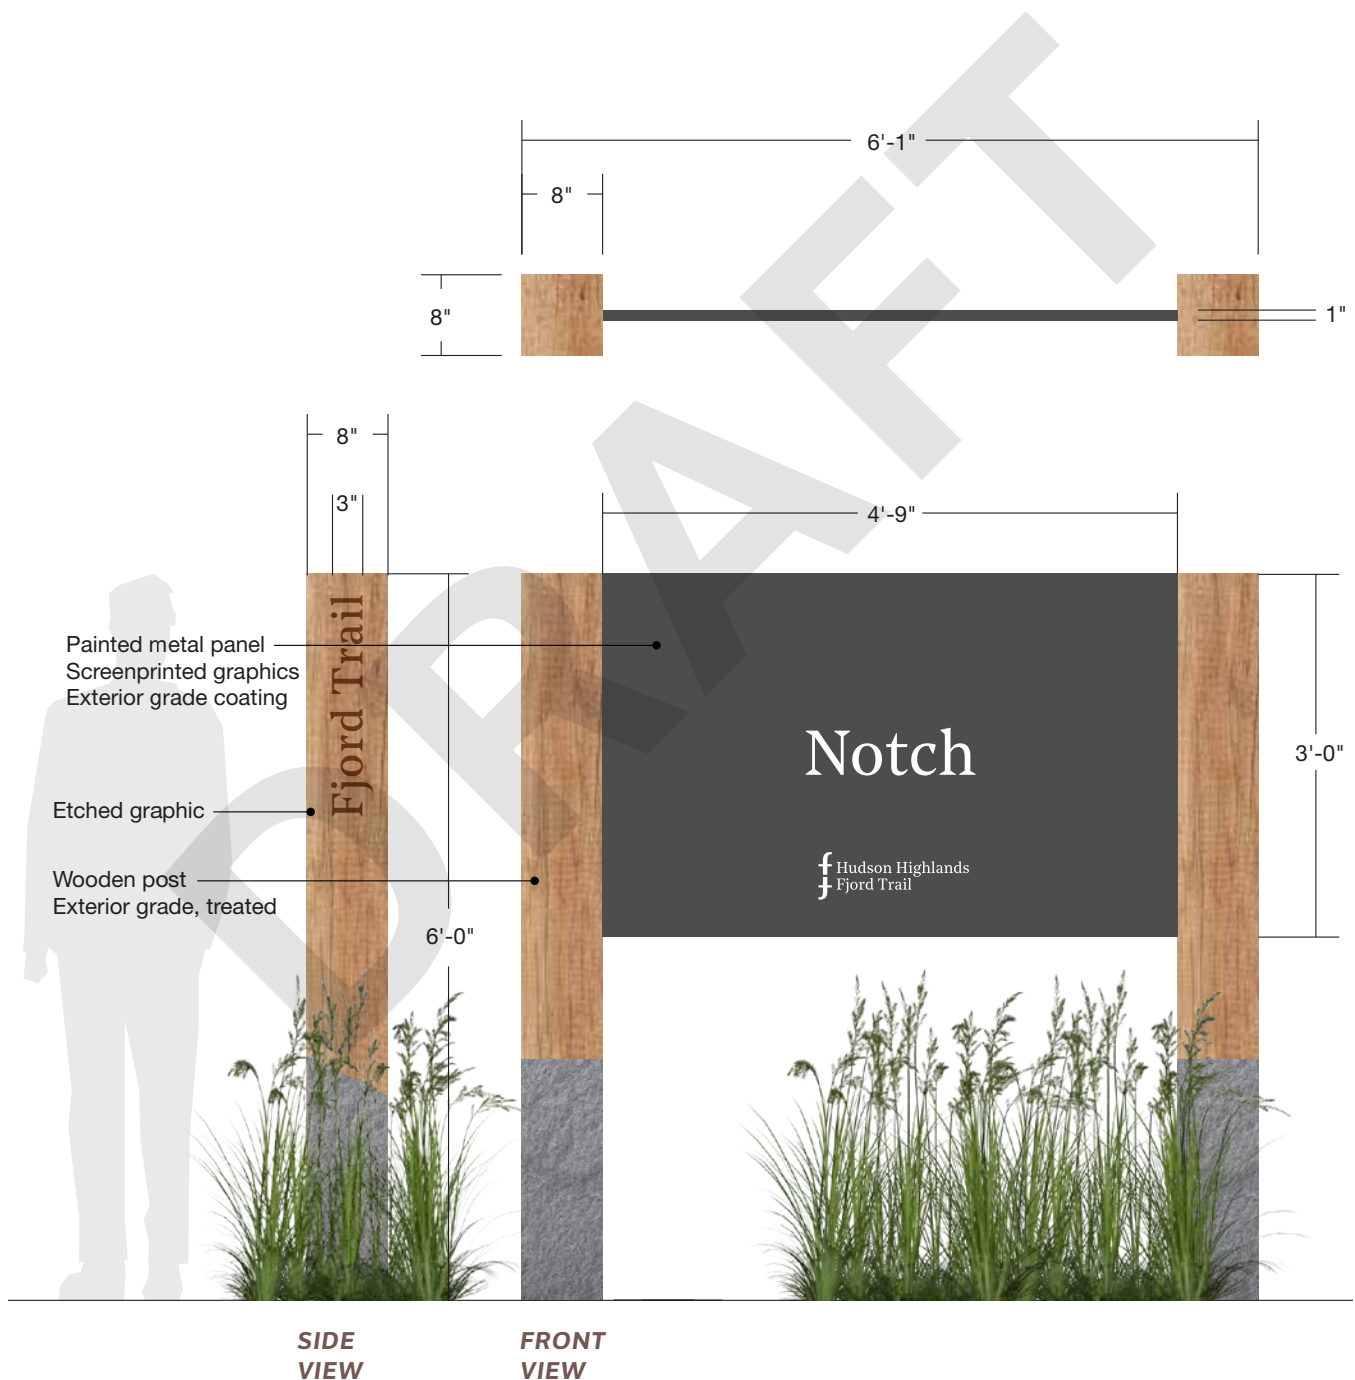 6'-1"
8"
8"
1"
8"
3"
4'-9"
Painted metal panel
Screenprinted graphics
Exterior grade coating
Fjord Trail
Notch
3'-0"
Etched graphic
Hudson Highlands
Fjord Trail
Wooden post
Exterior grade, treated
6'-0"
SIDE
VIEW
FRONT
VIEW
DRAFT